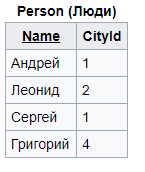 Person (Люди)
Name CityId
Андрей 1
Леонид 2
Сергей 1
Григорий 4